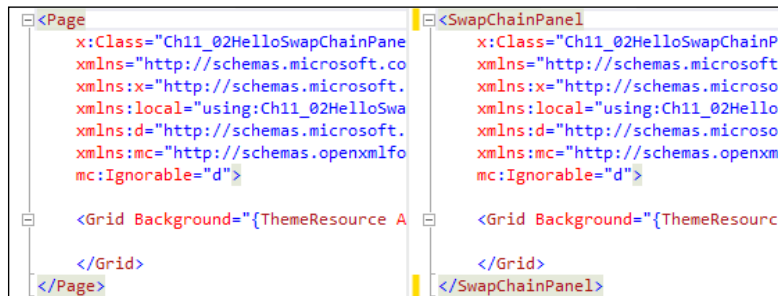 <Page
x:Class="Ch11_02HelloSwapChainPane
xmlns="http://schemas.microsoft.co
xmlns:x="http://schemas.microsoft.
xmlns:local="using:Ch11_02HelloSwa
xmlns:d="http://schemas.microsoft.
xmlns:mc="http://schemas.openxmlfo
mc:Ignorable="d">
<Grid Background="{ThemeResource A
</Grid>
</Page>
<SwapChainPanel
x:Class="Ch11_02HelloSwapChainP
xmlns="http://schemas.microsoft
xmlns:x="http://schemas.microso
xmlns:local="using:Ch11_02Hello
xmlns:d="http://schemas.microso
xmlns:mc="http://schemas.openxm
mc:Ignorable="d">
<Grid Background="{ThemeResourc
</Grid>
</SwapChainPanel>